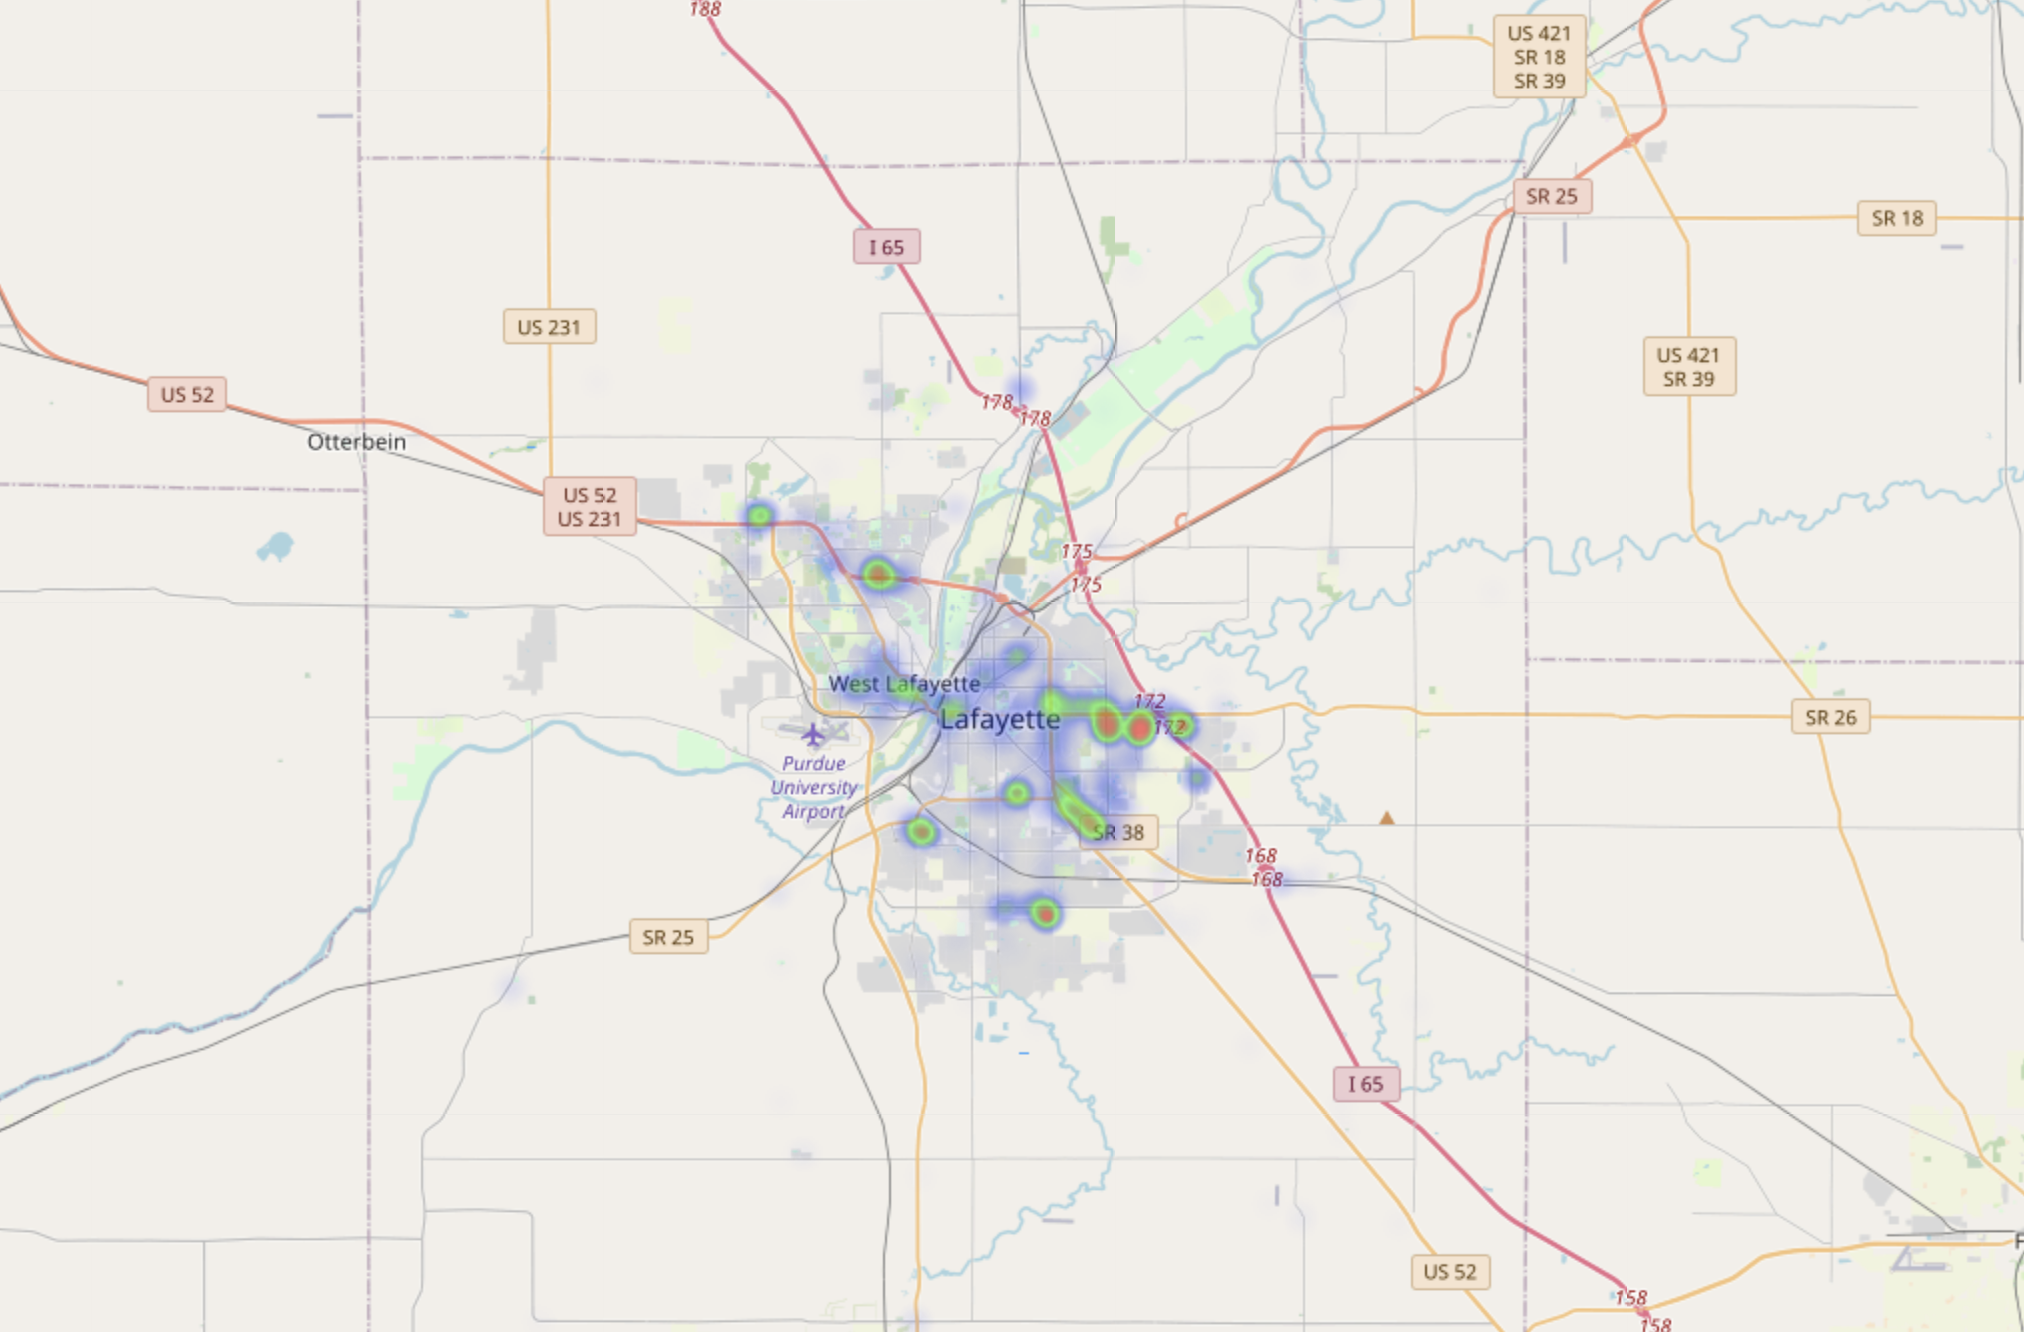 188
US 421
SR 18
SR 39
SR 25
SR 18
I 65
US 231
US 421
SR 39
US 52
178
178
Otterbein
US 52
US 231
175
175
West Lafayette
172
Lafayette
172
SR 26
Purdue
University
Airport
SR 38
168
168
SR 25
I 65
F
US 52
158
158